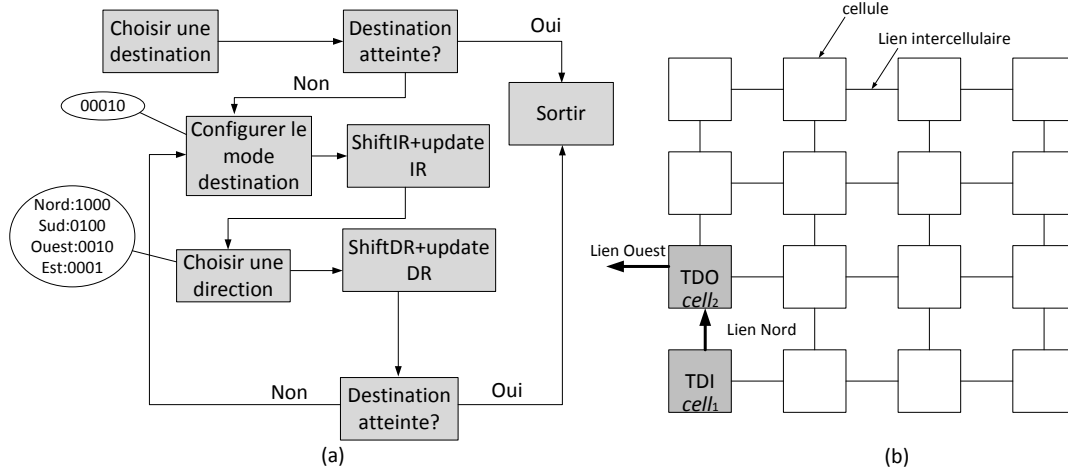 Choisir une
destination
Destination
atteinte?
Oui
Non
00010
Configurer le
mode
destination
ShiftIR+update
IR
Sortir
Nord:1000
Sud:0100
Ouest:0010
Est:0001
Choisir une
direction
ShiftDR+update
DR
Non
Destination
atteinte?
Oui
(a)
cellule
Lien intercellulaire
Lien Ouest
TDO
cell2
Lien Nord
TDI
cell1
(b)